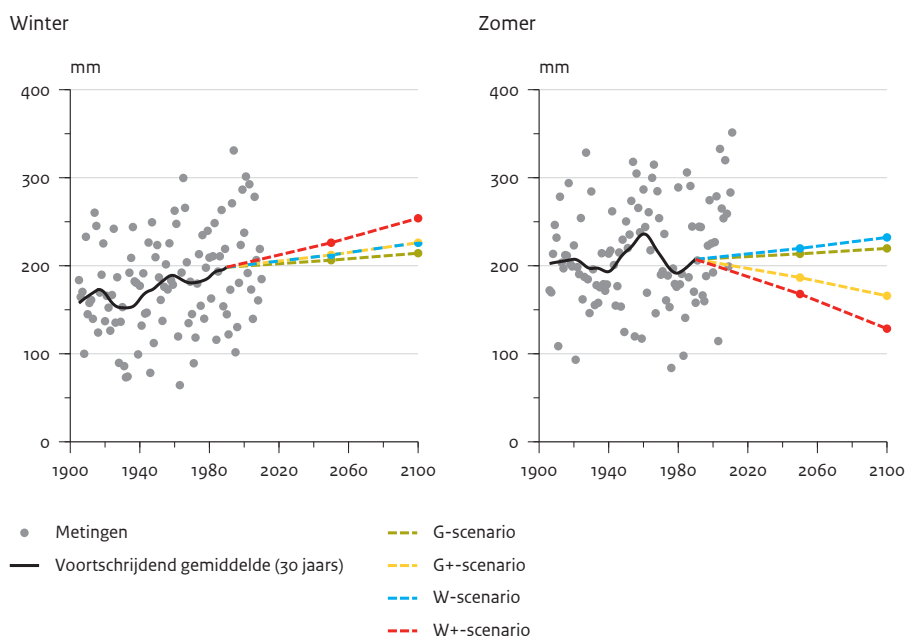 Winter
mm
400
300
200
100
0
1900 1940 1980 2020 2060 2100
Zomer
mm
400
300
200
100
0
1900 1940 1980 2020 2060 2100
Metingen
Voortschrijdend gemiddelde (30 jaars)
G-scenario
G+-scenario
W-scenario
W+-scenario